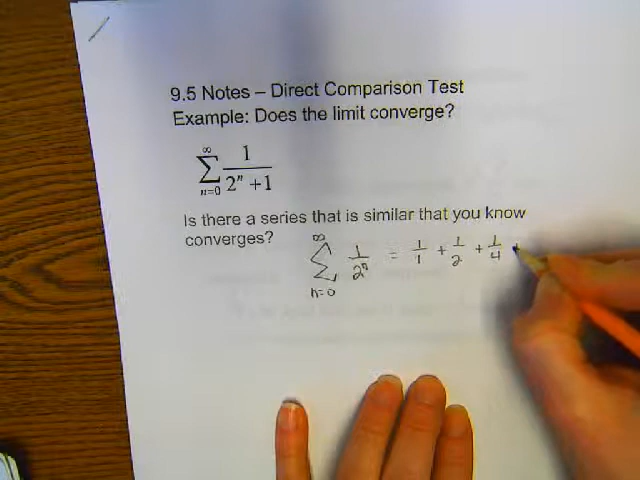 9.5 Notes – Direct Comparison Test
Example: Does the limit converge?
∞
∑ 1/(2ⁿ + 1)
n=0
Is there a series that is similar that you know
converges?
∞
∑ 1/2ⁿ = 1/1 + 1/2 + 1/4 +
n=0